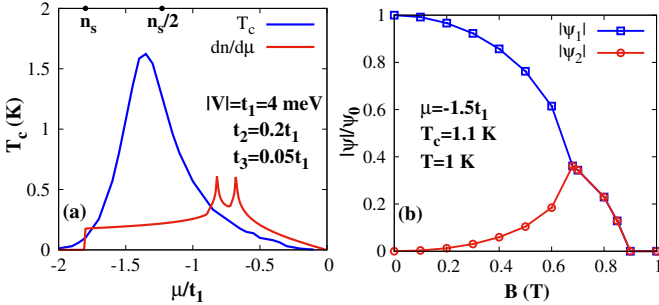 n_s n_s/2
T_c
dn/dμ
|V|=t_1=4 meV
t_2=0.2t_1
t_3=0.05t_1
(a)
T_c (K)
0
0.5
1
1.5
2
-2 -1.5 -1 -0.5 0
μ/t_1
|ψ_1|
|ψ_2|
μ=-1.5t_1
T_c=1.1 K
T=1 K
(b)
|ψ|/ψ_0
0
0.2
0.4
0.6
0.8
1
0 0.2 0.4 0.6 0.8 1
B (T)